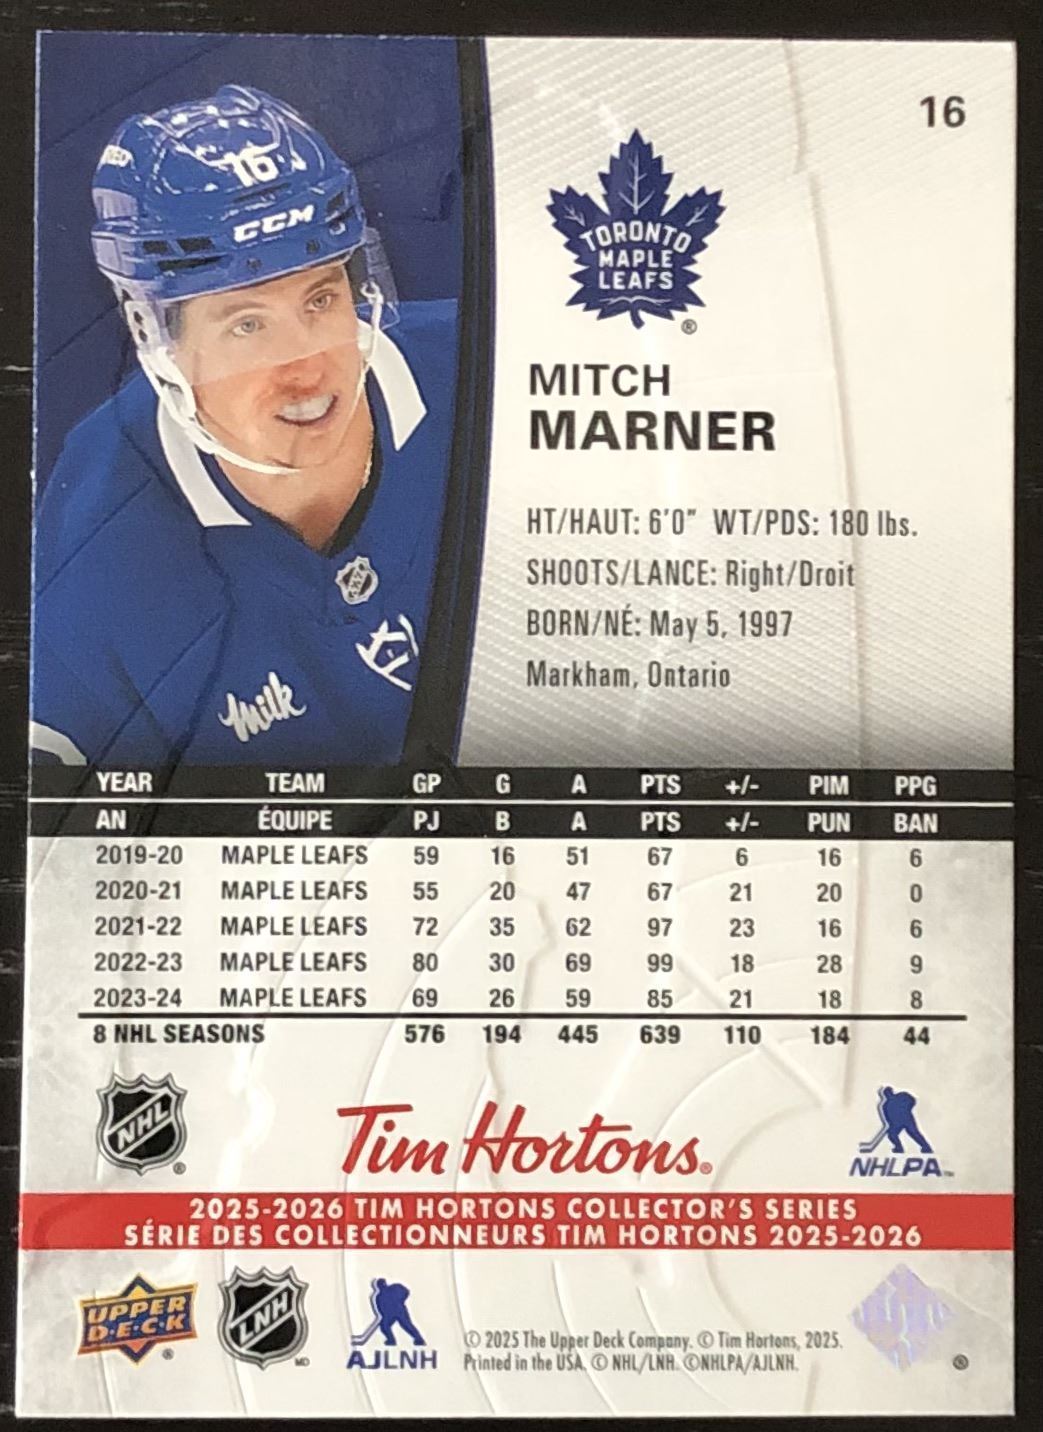 16
16
CCM
TORONTO
MAPLE
LEAFS
®
MITCH
MARNER
HT/HAUT: 6'0" WT/PDS: 180 lbs.
SHOOTS/LANCE: Right/Droit
BORN/NÉ: May 5, 1997
Markham, Ontario
Milk
YEAR TEAM GP G A PTS +/- PIM PPG
AN ÉQUIPE PJ B A PTS +/- PUN BAN
2019-20 MAPLE LEAFS 59 16 51 67 6 16 6
2020-21 MAPLE LEAFS 55 20 47 67 21 20 0
2021-22 MAPLE LEAFS 72 35 62 97 23 16 6
2022-23 MAPLE LEAFS 80 30 69 99 18 28 9
2023-24 MAPLE LEAFS 69 26 59 85 21 18 8
8 NHL SEASONS 576 194 445 639 110 184 44
NHL ®
Tim Hortons®
NHLPA™
2025-2026 TIM HORTONS COLLECTOR'S SERIES
SÉRIE DES COLLECTIONNEURS TIM HORTONS 2025-2026
UPPER
D·E·C·K
®
LNH
MD
AJLNH
© 2025 The Upper Deck Company. © Tim Hortons, 2025.
Printed in the USA. © NHL/LNH. ©NHLPA/AJLNH.
®